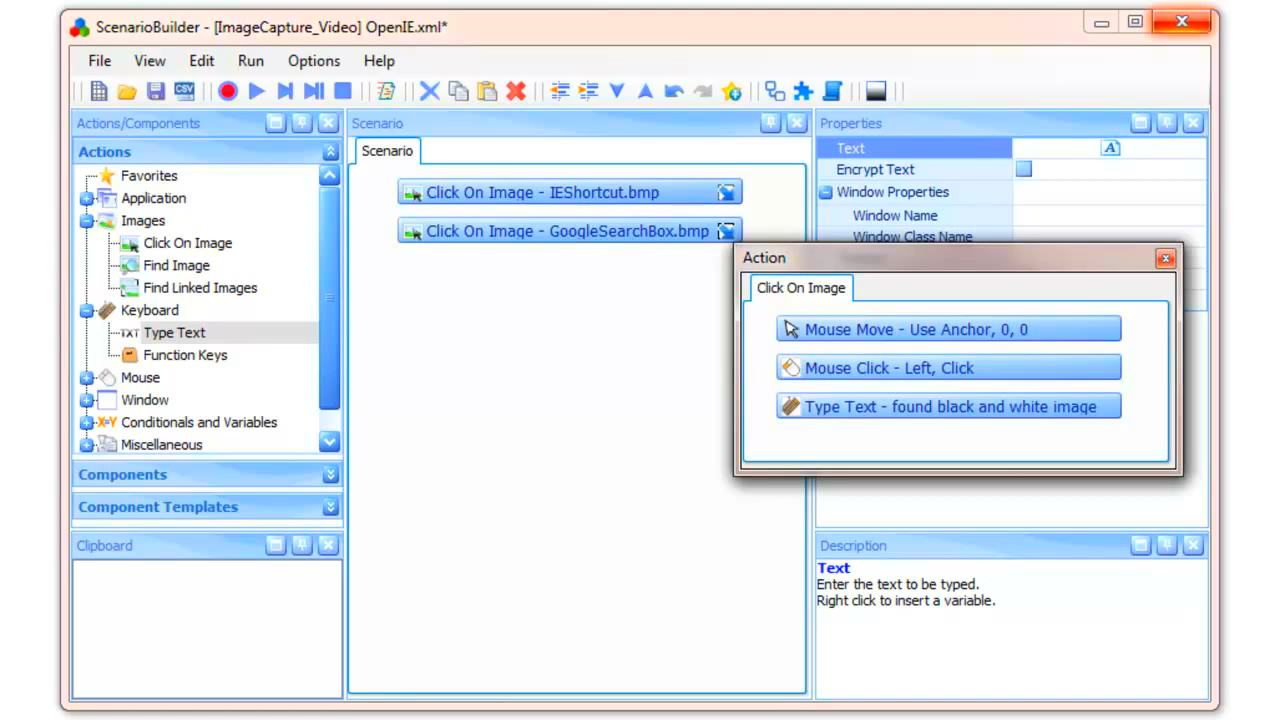 ScenarioBuilder - [ImageCapture_Video] OpenIE.xml*
File View Edit Run Options Help
CSV
Actions/Components
Actions
Favorites
Application
Images
Click On Image
Find Image
Find Linked Images
Keyboard
TXT Type Text
Function Keys
Mouse
Window
X=Y Conditionals and Variables
Miscellaneous
Components
Component Templates
Clipboard
Scenario
Scenario
Click On Image - IEShortcut.bmp
Click On Image - GoogleSearchBox.bmp
Properties
Text A
Encrypt Text
Window Properties
Window Name
Window Class Name
Action
Click On Image
Mouse Move - Use Anchor, 0, 0
Mouse Click - Left, Click
Type Text - found black and white image
Description
Text
Enter the text to be typed.
Right click to insert a variable.